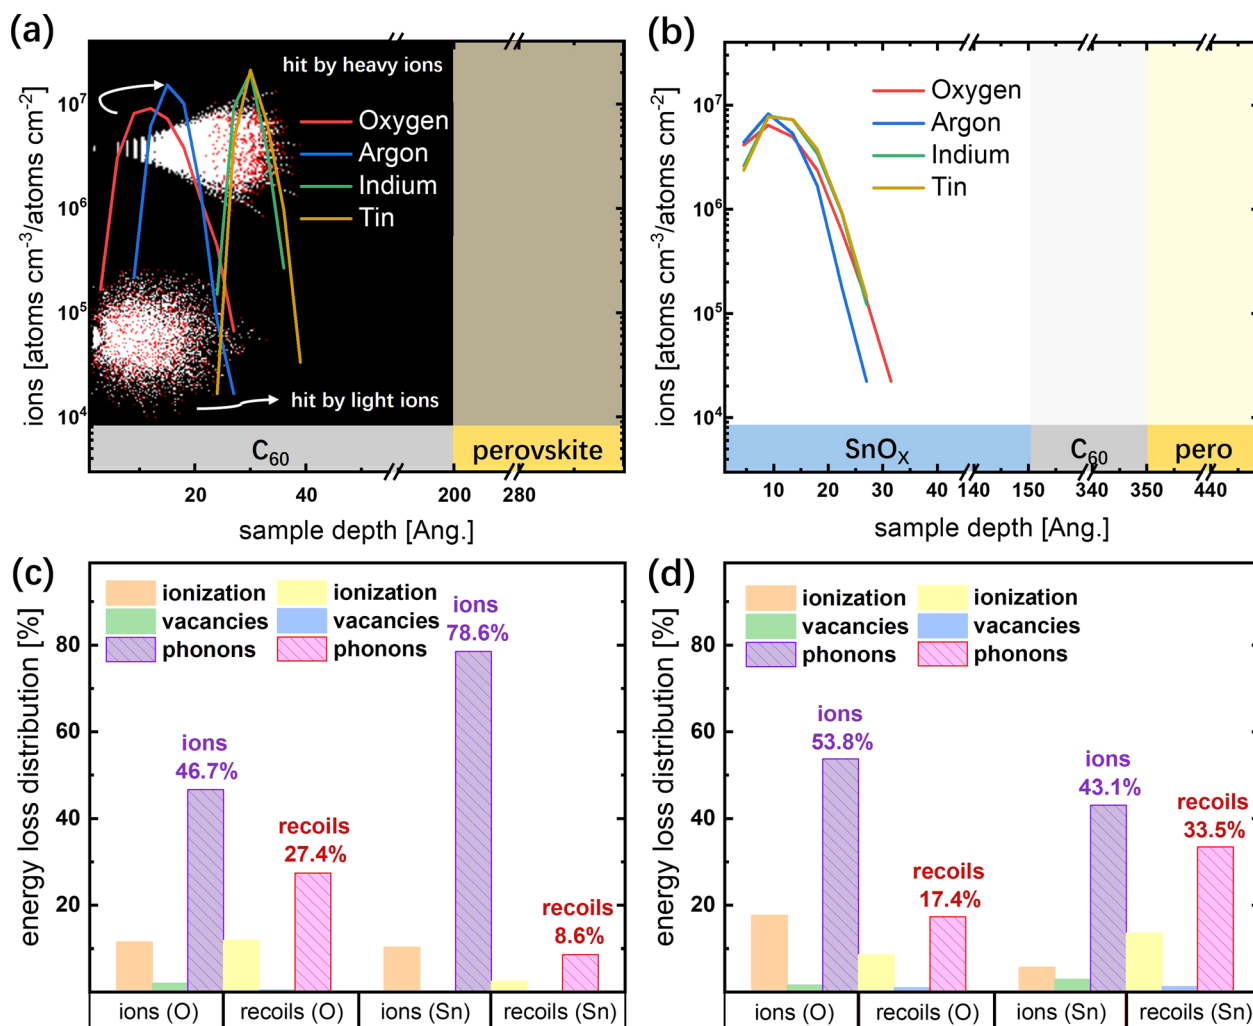 (a)
hit by heavy ions
Oxygen
Argon
Indium
Tin
hit by light ions
10⁷
10⁶
10⁵
10⁴
ions [atoms cm⁻³/atoms cm⁻²]
C₆₀
perovskite
20 40 200 280
sample depth [Ang.]
(b)
Oxygen
Argon
Indium
Tin
10⁷
10⁶
10⁵
10⁴
ions [atoms cm⁻³/atoms cm⁻²]
SnOₓ
C₆₀
pero
10 20 30 40 140 150 340 350 440 440
sample depth [Ang.]
(c)
ionization
vacancies
phonons
ionization
vacancies
phonons
ions
46.7%
recoils
27.4%
ions
78.6%
recoils
8.6%
80
60
40
20
energy loss distribution [%]
ions (O)
recoils (O)
ions (Sn)
recoils (Sn)
(d)
ionization
vacancies
phonons
ionization
vacancies
phonons
ions
53.8%
recoils
17.4%
ions
43.1%
recoils
33.5%
80
60
40
20
energy loss distribution [%]
ions (O)
recoils (O)
ions (Sn)
recoils (Sn)